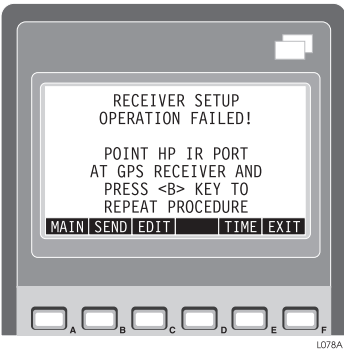 RECEIVER SETUP
OPERATION FAILED!
POINT HP IR PORT
AT GPS RECEIVER AND
PRESS <B> KEY TO
REPEAT PROCEDURE
MAIN SEND EDIT TIME EXIT
A B C D E F
L078A